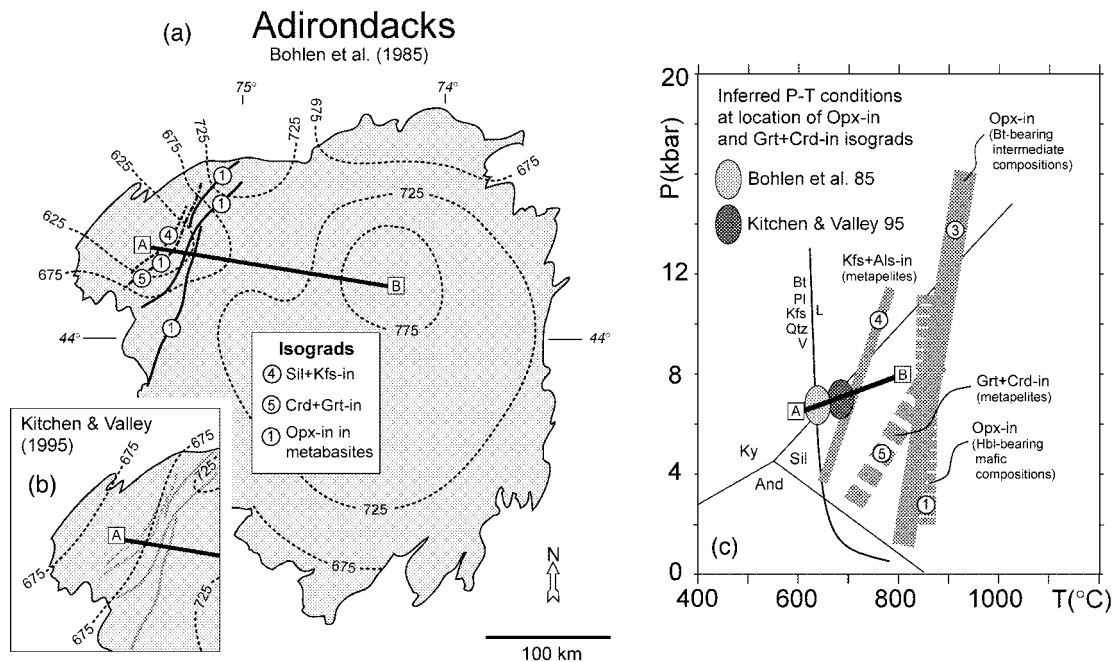 Adirondacks
(a)
Bohlen et al. (1985)
75°
74°
675
725
725
675
675
625
625
675
725
725
775
725
675
44°
44°
A
B
1
1
4
1
5
1
Isograds
4 Sil+Kfs-in
5 Crd+Grt-in
1 Opx-in in
metabasites
Kitchen & Valley
(1995)
(b)
675
675
725
A
675
675
725
N
100 km
20
16
12
8
4
0
P(kbar)
Inferred P-T conditions
at location of Opx-in
and Grt+Crd-in isograds
Bohlen et al. 85
Kitchen & Valley 95
Opx-in
(Bt-bearing
intermediate
compositions)
3
Kfs+Als-in
(metapelites)
4
Bt
Pl
Kfs
Qtz
V
L
A
B
Ky
Sil
And
Grt+Crd-in
(metapelites)
5
Opx-in
(Hbl-bearing
mafic
compositions)
1
(c)
400
600
800
1000
T(°C)